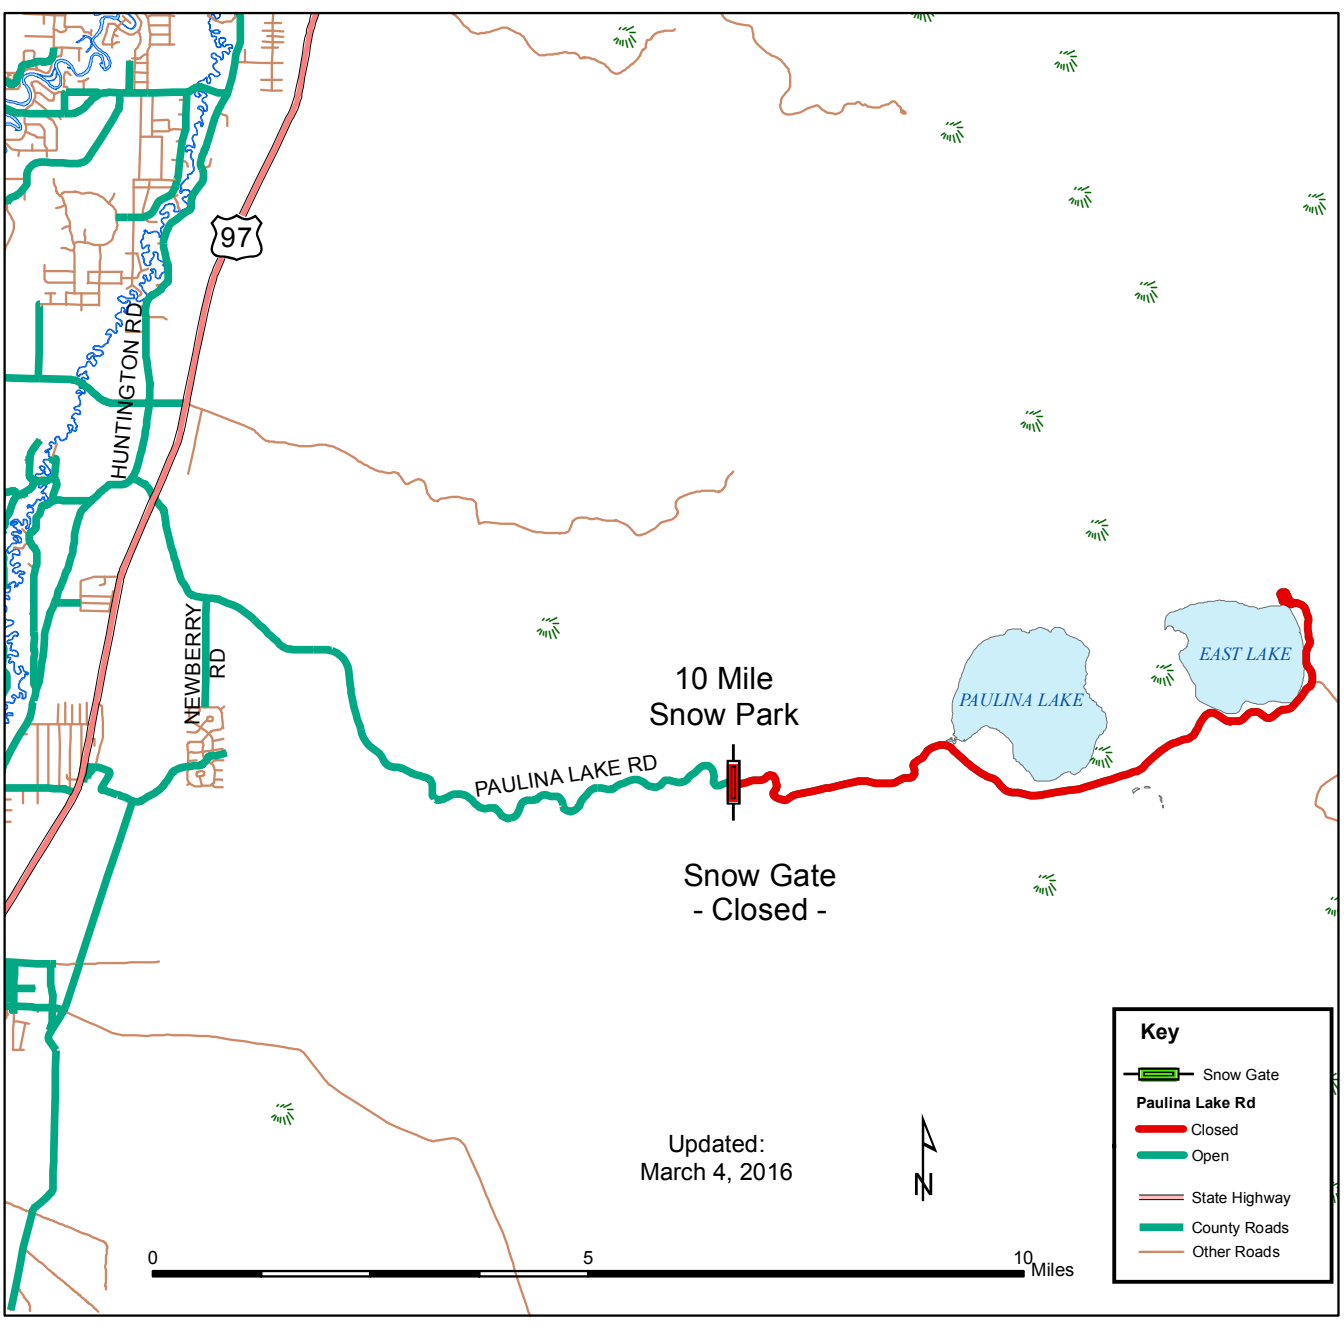 97
HUNTINGTON RD
NEWBERRY
RD
10 Mile
Snow Park
EAST LAKE
PAULINA LAKE
PAULINA LAKE RD
Snow Gate
- Closed -
Updated:
March 4, 2016
N
0 5 10
Miles
Key
Snow Gate
Paulina Lake Rd
Closed
Open
State Highway
County Roads
Other Roads